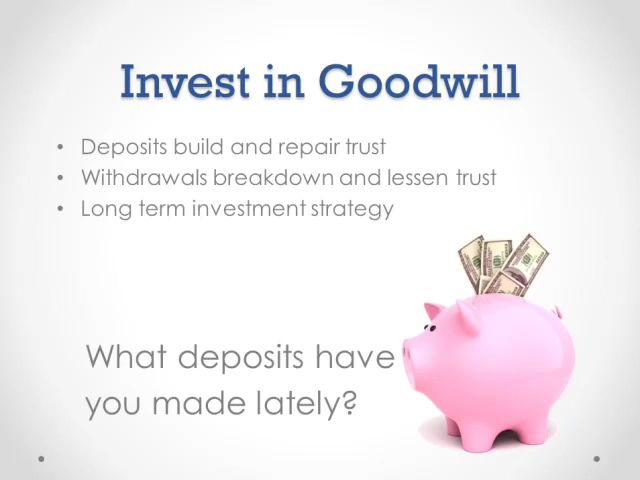 Invest in Goodwill
• Deposits build and repair trust
• Withdrawals breakdown and lessen trust
• Long term investment strategy
What deposits have
you made lately?